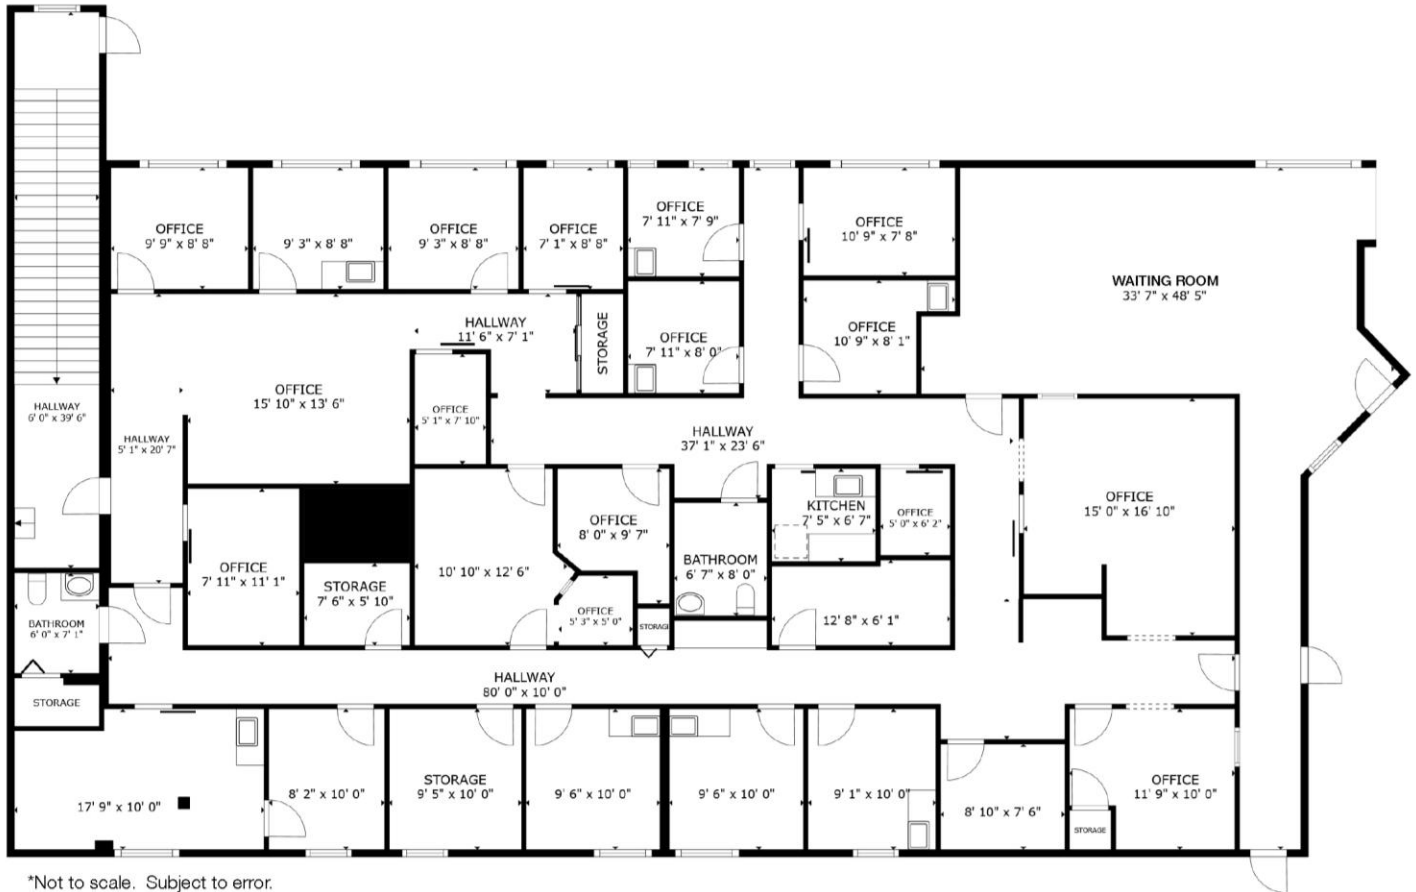 OFFICE
9' 9" x 8' 8"
9' 3" x 8' 8"
OFFICE
9' 3" x 8' 8"
OFFICE
7' 1" x 8' 8"
OFFICE
7' 11" x 7' 9"
OFFICE
10' 9" x 7' 8"
WAITING ROOM
33' 7" x 48' 5"
HALLWAY
11' 6" x 7' 1"
STORAGE
OFFICE
7' 11" x 8' 0"
OFFICE
10' 9" x 8' 1"
HALLWAY
6' 0" x 39' 6"
OFFICE
15' 10" x 13' 6"
OFFICE
5' 1" x 7' 10"
HALLWAY
5' 1" x 20' 7"
HALLWAY
37' 1" x 23' 6"
OFFICE
15' 0" x 16' 10"
KITCHEN
7' 5" x 6' 7"
OFFICE
5' 0" x 6' 2"
OFFICE
8' 0" x 9' 7"
OFFICE
7' 11" x 11' 1"
STORAGE
7' 6" x 5' 10"
10' 10" x 12' 6"
BATHROOM
6' 7" x 8' 0"
OFFICE
5' 3" x 5' 0"
STORAGE
12' 8" x 6' 1"
BATHROOM
6' 0" x 7' 1"
STORAGE
HALLWAY
80' 0" x 10' 0"
17' 9" x 10' 0"
8' 2" x 10' 0"
STORAGE
9' 5" x 10' 0"
9' 6" x 10' 0"
9' 6" x 10' 0"
9' 1" x 10' 0"
8' 10" x 7' 6"
OFFICE
11' 9" x 10' 0"
STORAGE
*Not to scale. Subject to error.